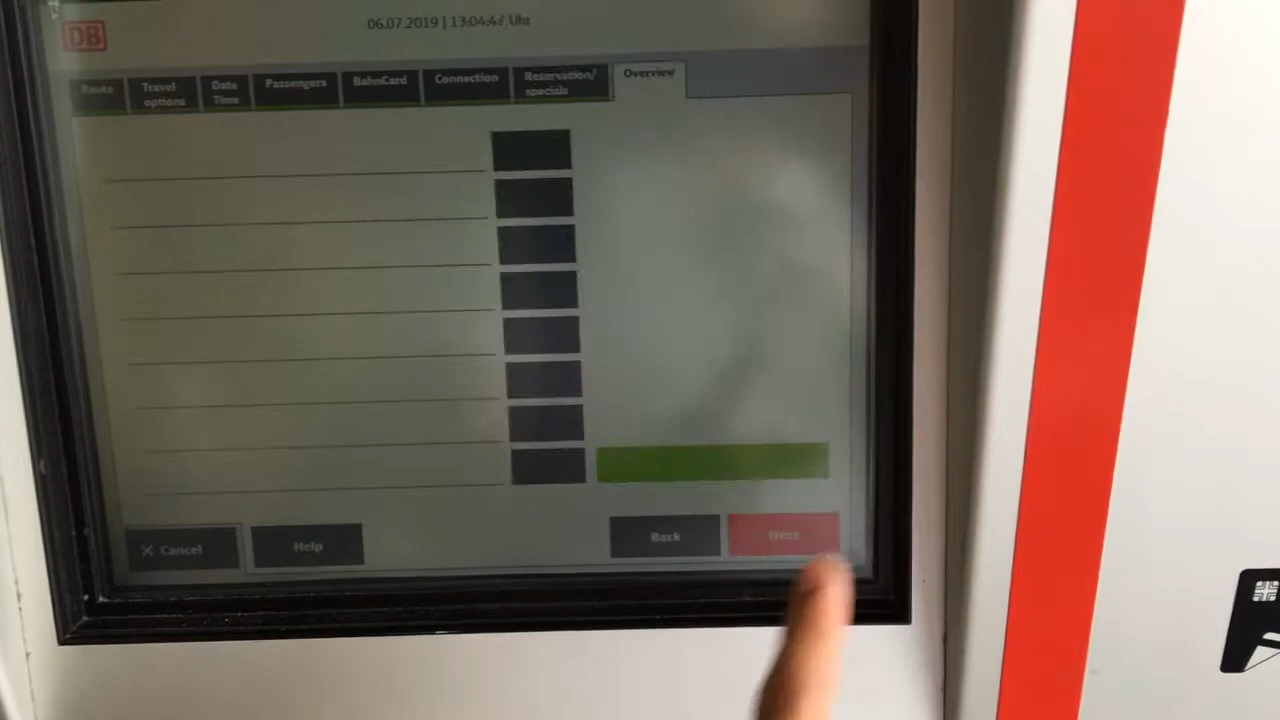 DB
06.07.2019 | 13:04:47 Uhr
Route
Travel options
Date Time
Passengers
BahnCard
Connection
Reservation/ specials
Overview
X Cancel
Help
Back
Next